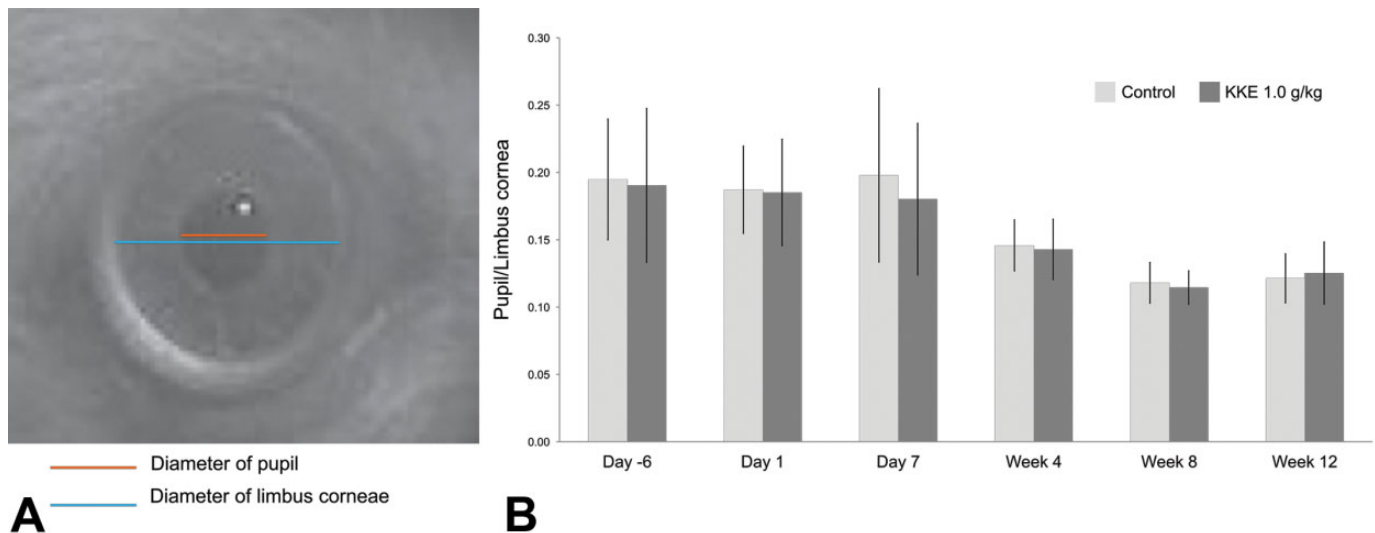 Diameter of pupil
Diameter of limbus corneae
A
Pupil/Limbus cornea
0.30
0.25
0.20
0.15
0.10
0.05
0.00
Control
KKE 1.0 g/kg
Day -6
Day 1
Day 7
Week 4
Week 8
Week 12
B